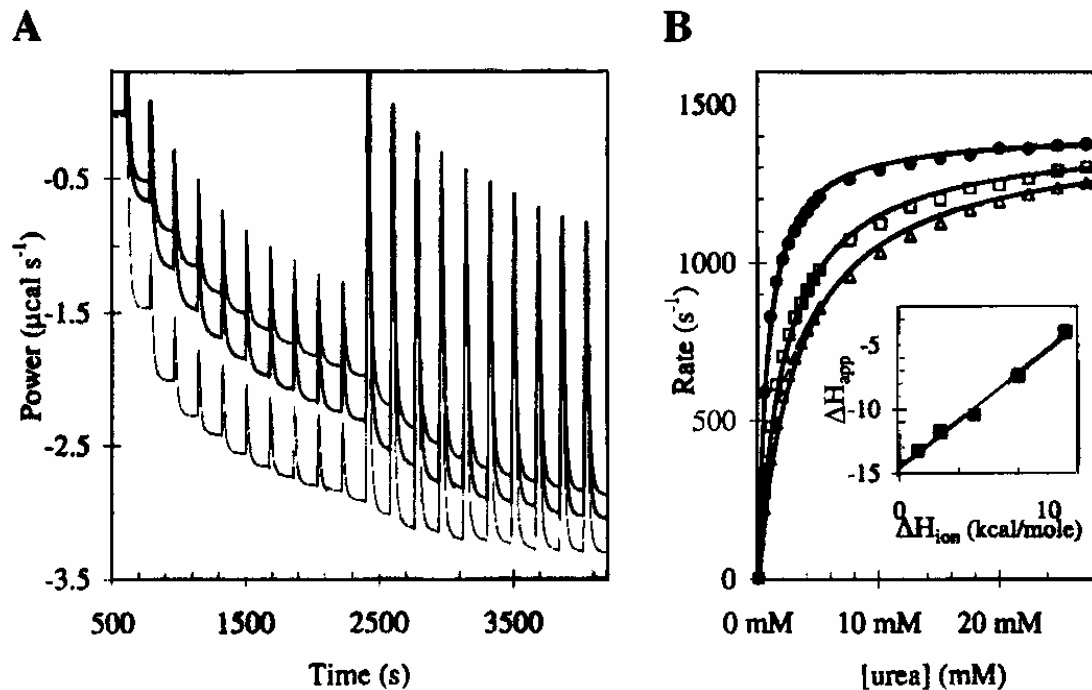 A
Power (µcal s⁻¹)
-0.5
-1.5
-2.5
-3.5
500
1500
2500
3500
Time (s)
B
Rate (s⁻¹)
1500
1000
500
0
0 mM
10 mM
20 mM
[urea] (mM)
ΔH_app
-5
-10
-15
0
10
ΔH_ion (kcal/mole)